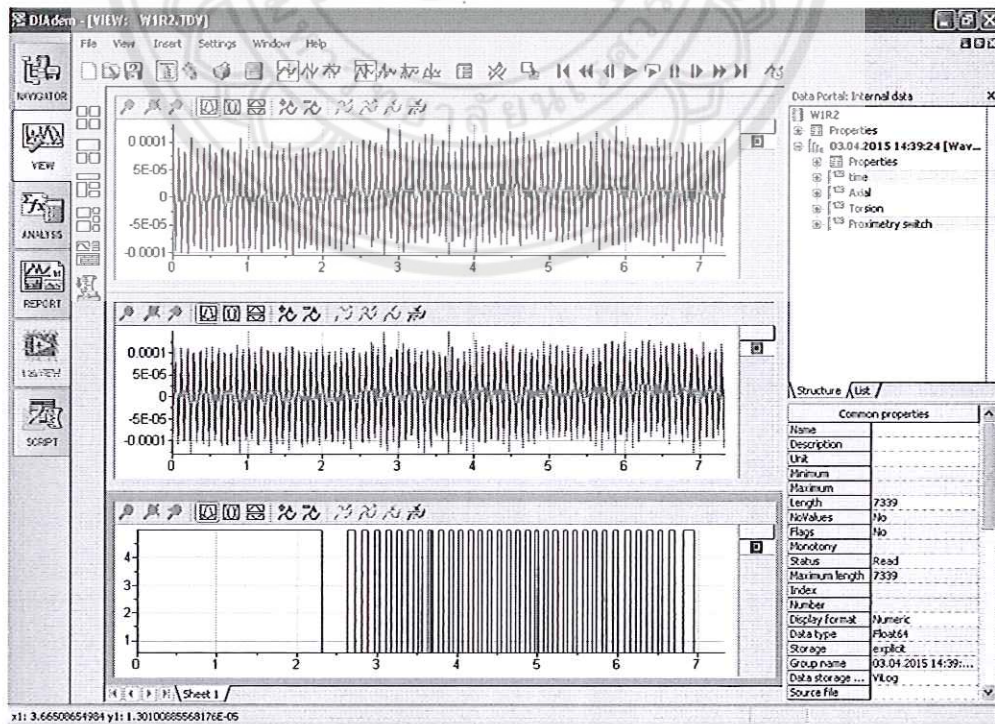 DIAdem - [VIEW: W1R2.TDV]
File View Insert Settings Window Help
NAVIGATOR
VIEW
ANALYSIS
REPORT
SCRIPT
0.0001
5E-05
0
-5E-05
-0.0001
0 1 2 3 4 5 6 7
0.0001
5E-05
0
-5E-05
-0.0001
0 1 2 3 4 5 6 7
4
3
2
1
0 1 2 3 4 5 6 7
Sheet 1
x1: 3.66508654984 y1: 1.30100885568176E-05
Data Portal: Internal data
W1R2
Properties
03.04.2015 14:39:24 [Wav...
Properties
time
Axial
Torsion
Proximetry switch
Structure List
Common properties
Name
Description
Unit
Minimum
Maximum
Length 7339
NoValues No
Flags No
Monotony
Status Read
Maximum length 7339
Index
Number
Display format Numeric
Data type Float64
Storage explicit
Group name 03.04.2015 14:39:...
Data storage ... ViLog
Source file